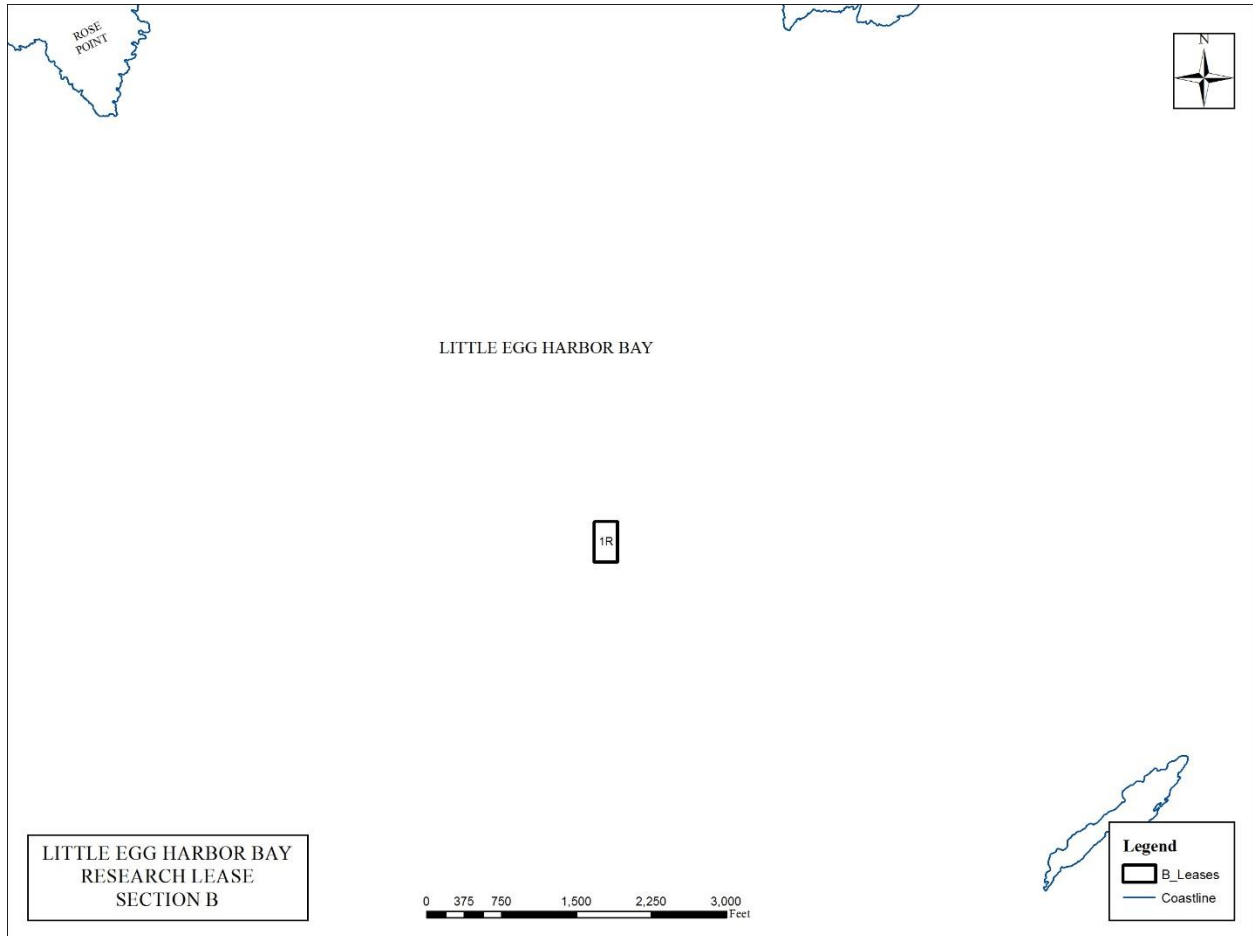 ROSE
POINT
N
LITTLE EGG HARBOR BAY
1R
LITTLE EGG HARBOR BAY
RESEARCH LEASE
SECTION B
0 375 750 1,500 2,250 3,000
Feet
Legend
B_Leases
Coastline